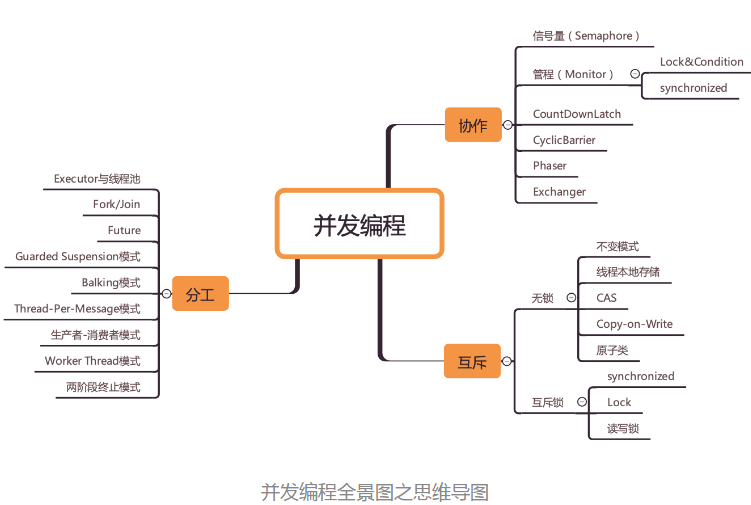 并发编程
协作
信号量（Semaphore）
管程（Monitor）
Lock&Condition
synchronized
CountDownLatch
CyclicBarrier
Phaser
Exchanger
分工
Executor与线程池
Fork/Join
Future
Guarded Suspension模式
Balking模式
Thread-Per-Message模式
生产者-消费者模式
Worker Thread模式
两阶段终止模式
互斥
无锁
不变模式
线程本地存储
CAS
Copy-on-Write
原子类
互斥锁
synchronized
Lock
读写锁
并发编程全景图之思维导图